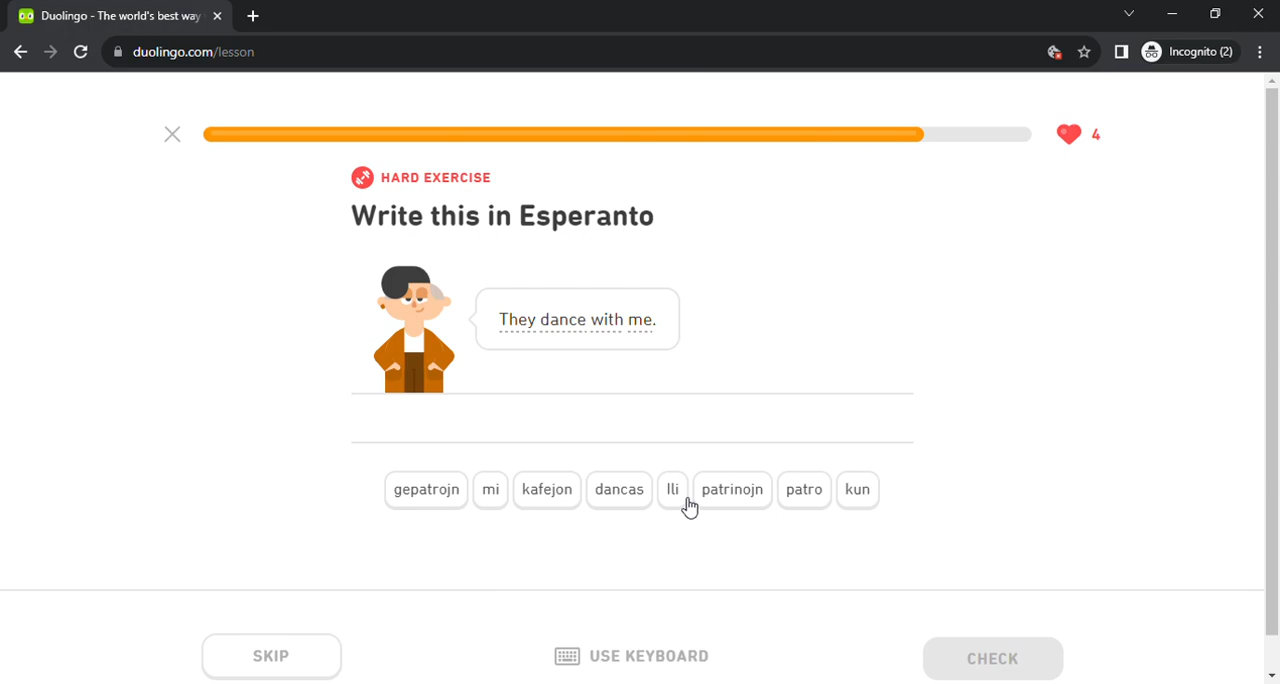 Duolingo - The world's best way
duolingo.com/lesson
Incognito (2)
4
HARD EXERCISE
Write this in Esperanto
They dance with me.
gepatrojn mi kafejon dancas Ili patrinojn patro kun
SKIP
USE KEYBOARD
CHECK